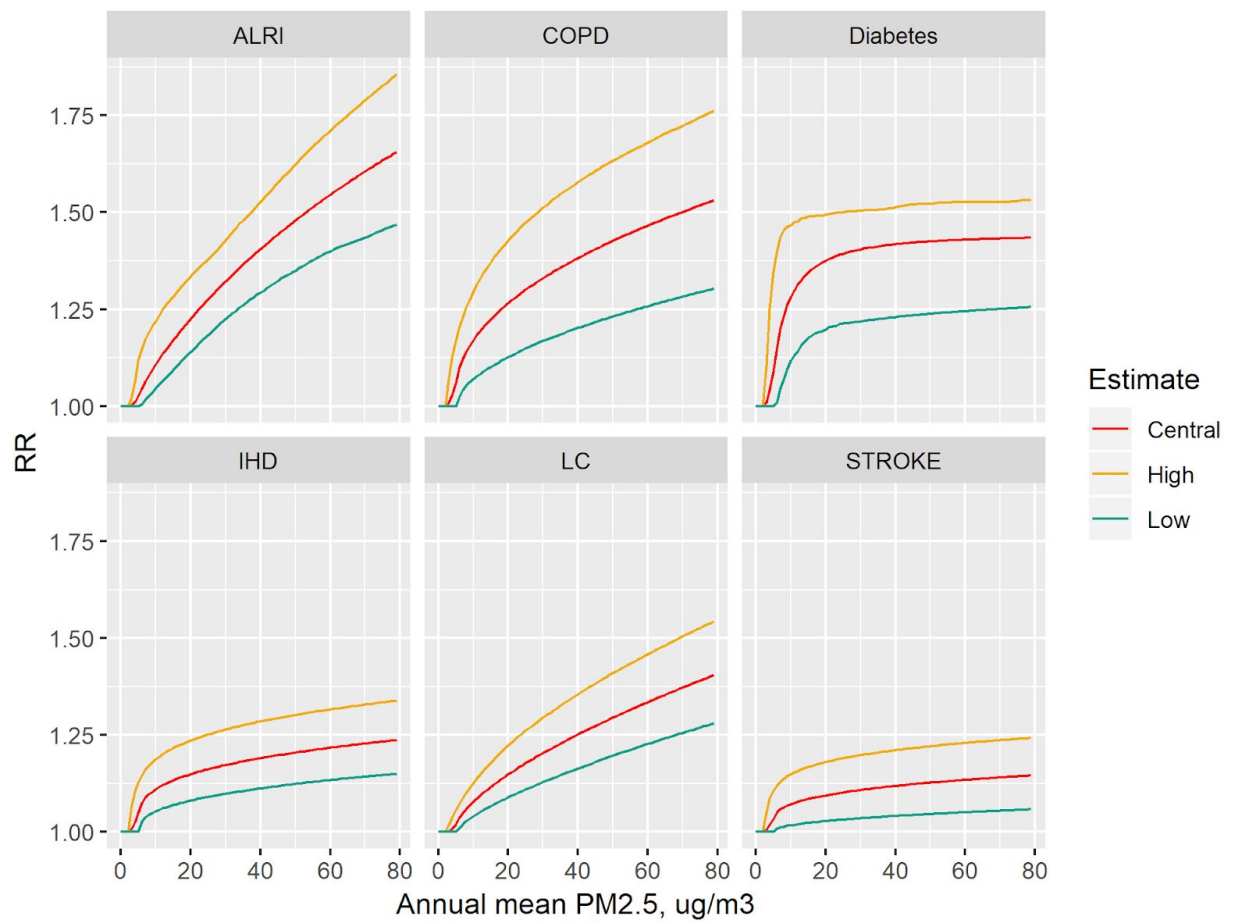 ALRI COPD Diabetes
1.75
1.50
1.25
1.00
RR
IHD LC STROKE
1.75
1.50
1.25
1.00
0 20 40 60 80 0 20 40 60 80 0 20 40 60 80
Annual mean PM2.5, ug/m3
Estimate
Central
High
Low